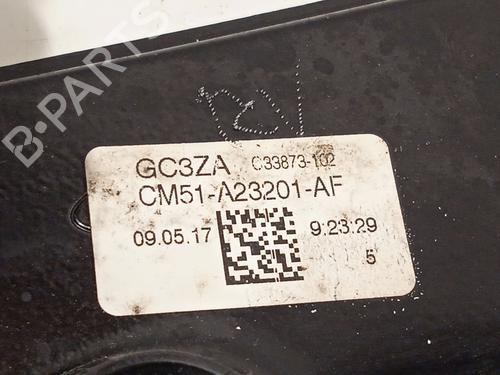 B-PARTS
GC3ZA C33873-102
CM51-A23201-AF
09.05.17 9:23:29
5